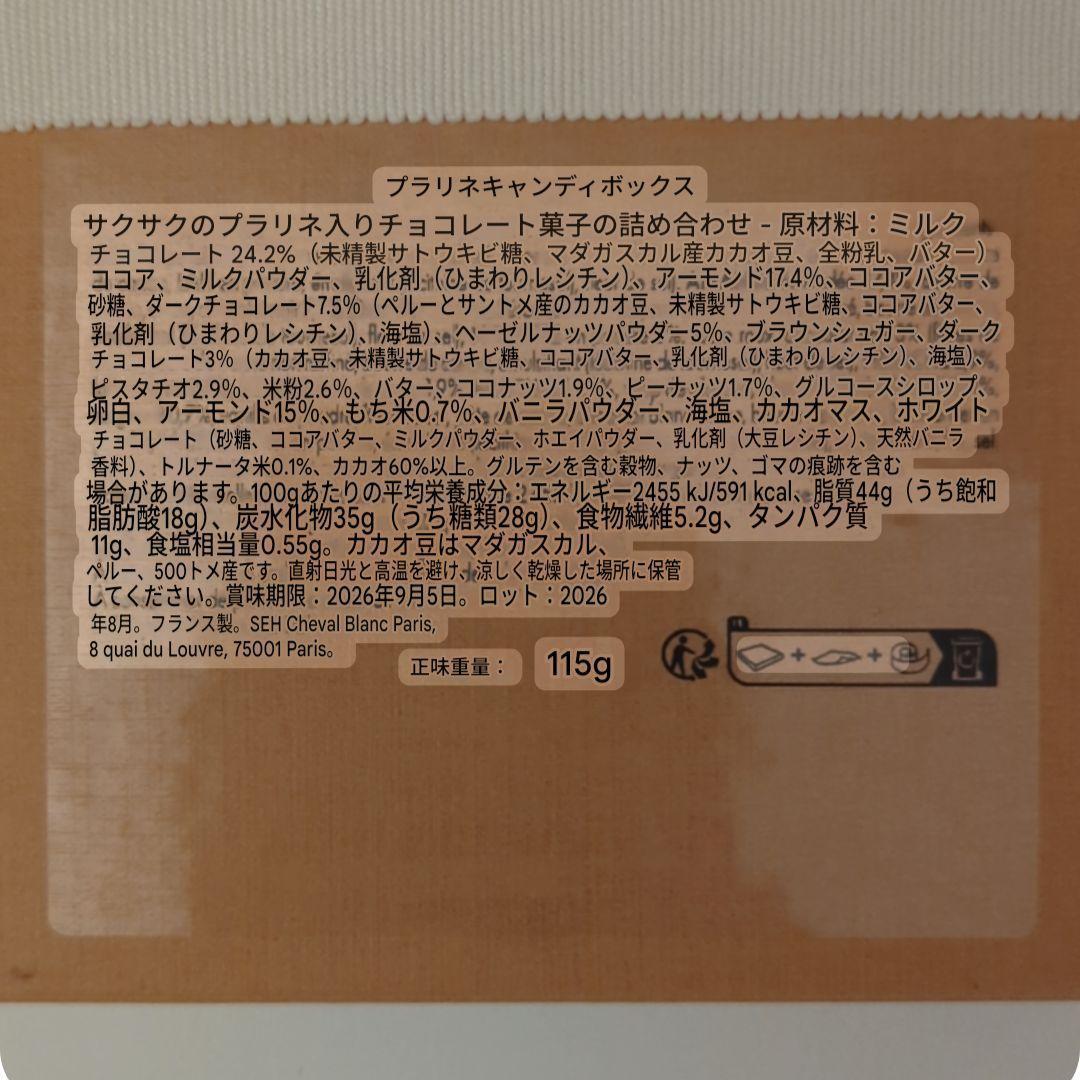 プラリネキャンディボックス
サクサクのプラリネ入りチョコレート菓子の詰め合わせ - 原材料：ミルク
チョコレート 24.2%（未精製サトウキビ糖、マダガスカル産カカオ豆、全粉乳、バター）
ココア、ミルクパウダー、乳化剤（ひまわりレシチン）、アーモンド17.4%、ココアバター、
砂糖、ダークチョコレート7.5%（ペルーとサントメ産のカカオ豆、未精製サトウキビ糖、ココアバター、
乳化剤（ひまわりレシチン）、海塩）、ヘーゼルナッツパウダー5%、ブラウンシュガー、ダーク
チョコレート3%（カカオ豆、未精製サトウキビ糖、ココアバター、乳化剤（ひまわりレシチン）、海塩）、
ピスタチオ2.9%、米粉2.6%、バター、ココナッツ1.9%、ピーナッツ1.7%、グルコースシロップ、
卵白、アーモンド15%、もち米0.7%、バニラパウダー、海塩、カカオマス、ホワイト
チョコレート（砂糖、ココアバター、ミルクパウダー、ホエイパウダー、乳化剤（大豆レシチン）、天然バニラ
香料）、トルナータ米0.1%、カカオ60%以上。グルテンを含む穀物、ナッツ、ゴマの痕跡を含む
場合があります。100gあたりの平均栄養成分：エネルギー2455 kJ/591 kcal、脂質44g（うち飽和
脂肪酸18g）、炭水化物35g（うち糖類28g）、食物繊維5.2g、タンパク質
11g、食塩相当量0.55g。カカオ豆はマダガスカル、
ペルー、500トメ産です。直射日光と高温を避け、涼しく乾燥した場所に保管
してください。賞味期限：2026年9月5日。ロット：2026
年8月。フランス製。SEH Cheval Blanc Paris,
8 quai du Louvre, 75001 Paris。
正味重量： 115g